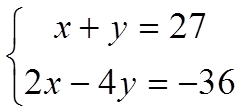 x + y = 27
2x − 4y = −36